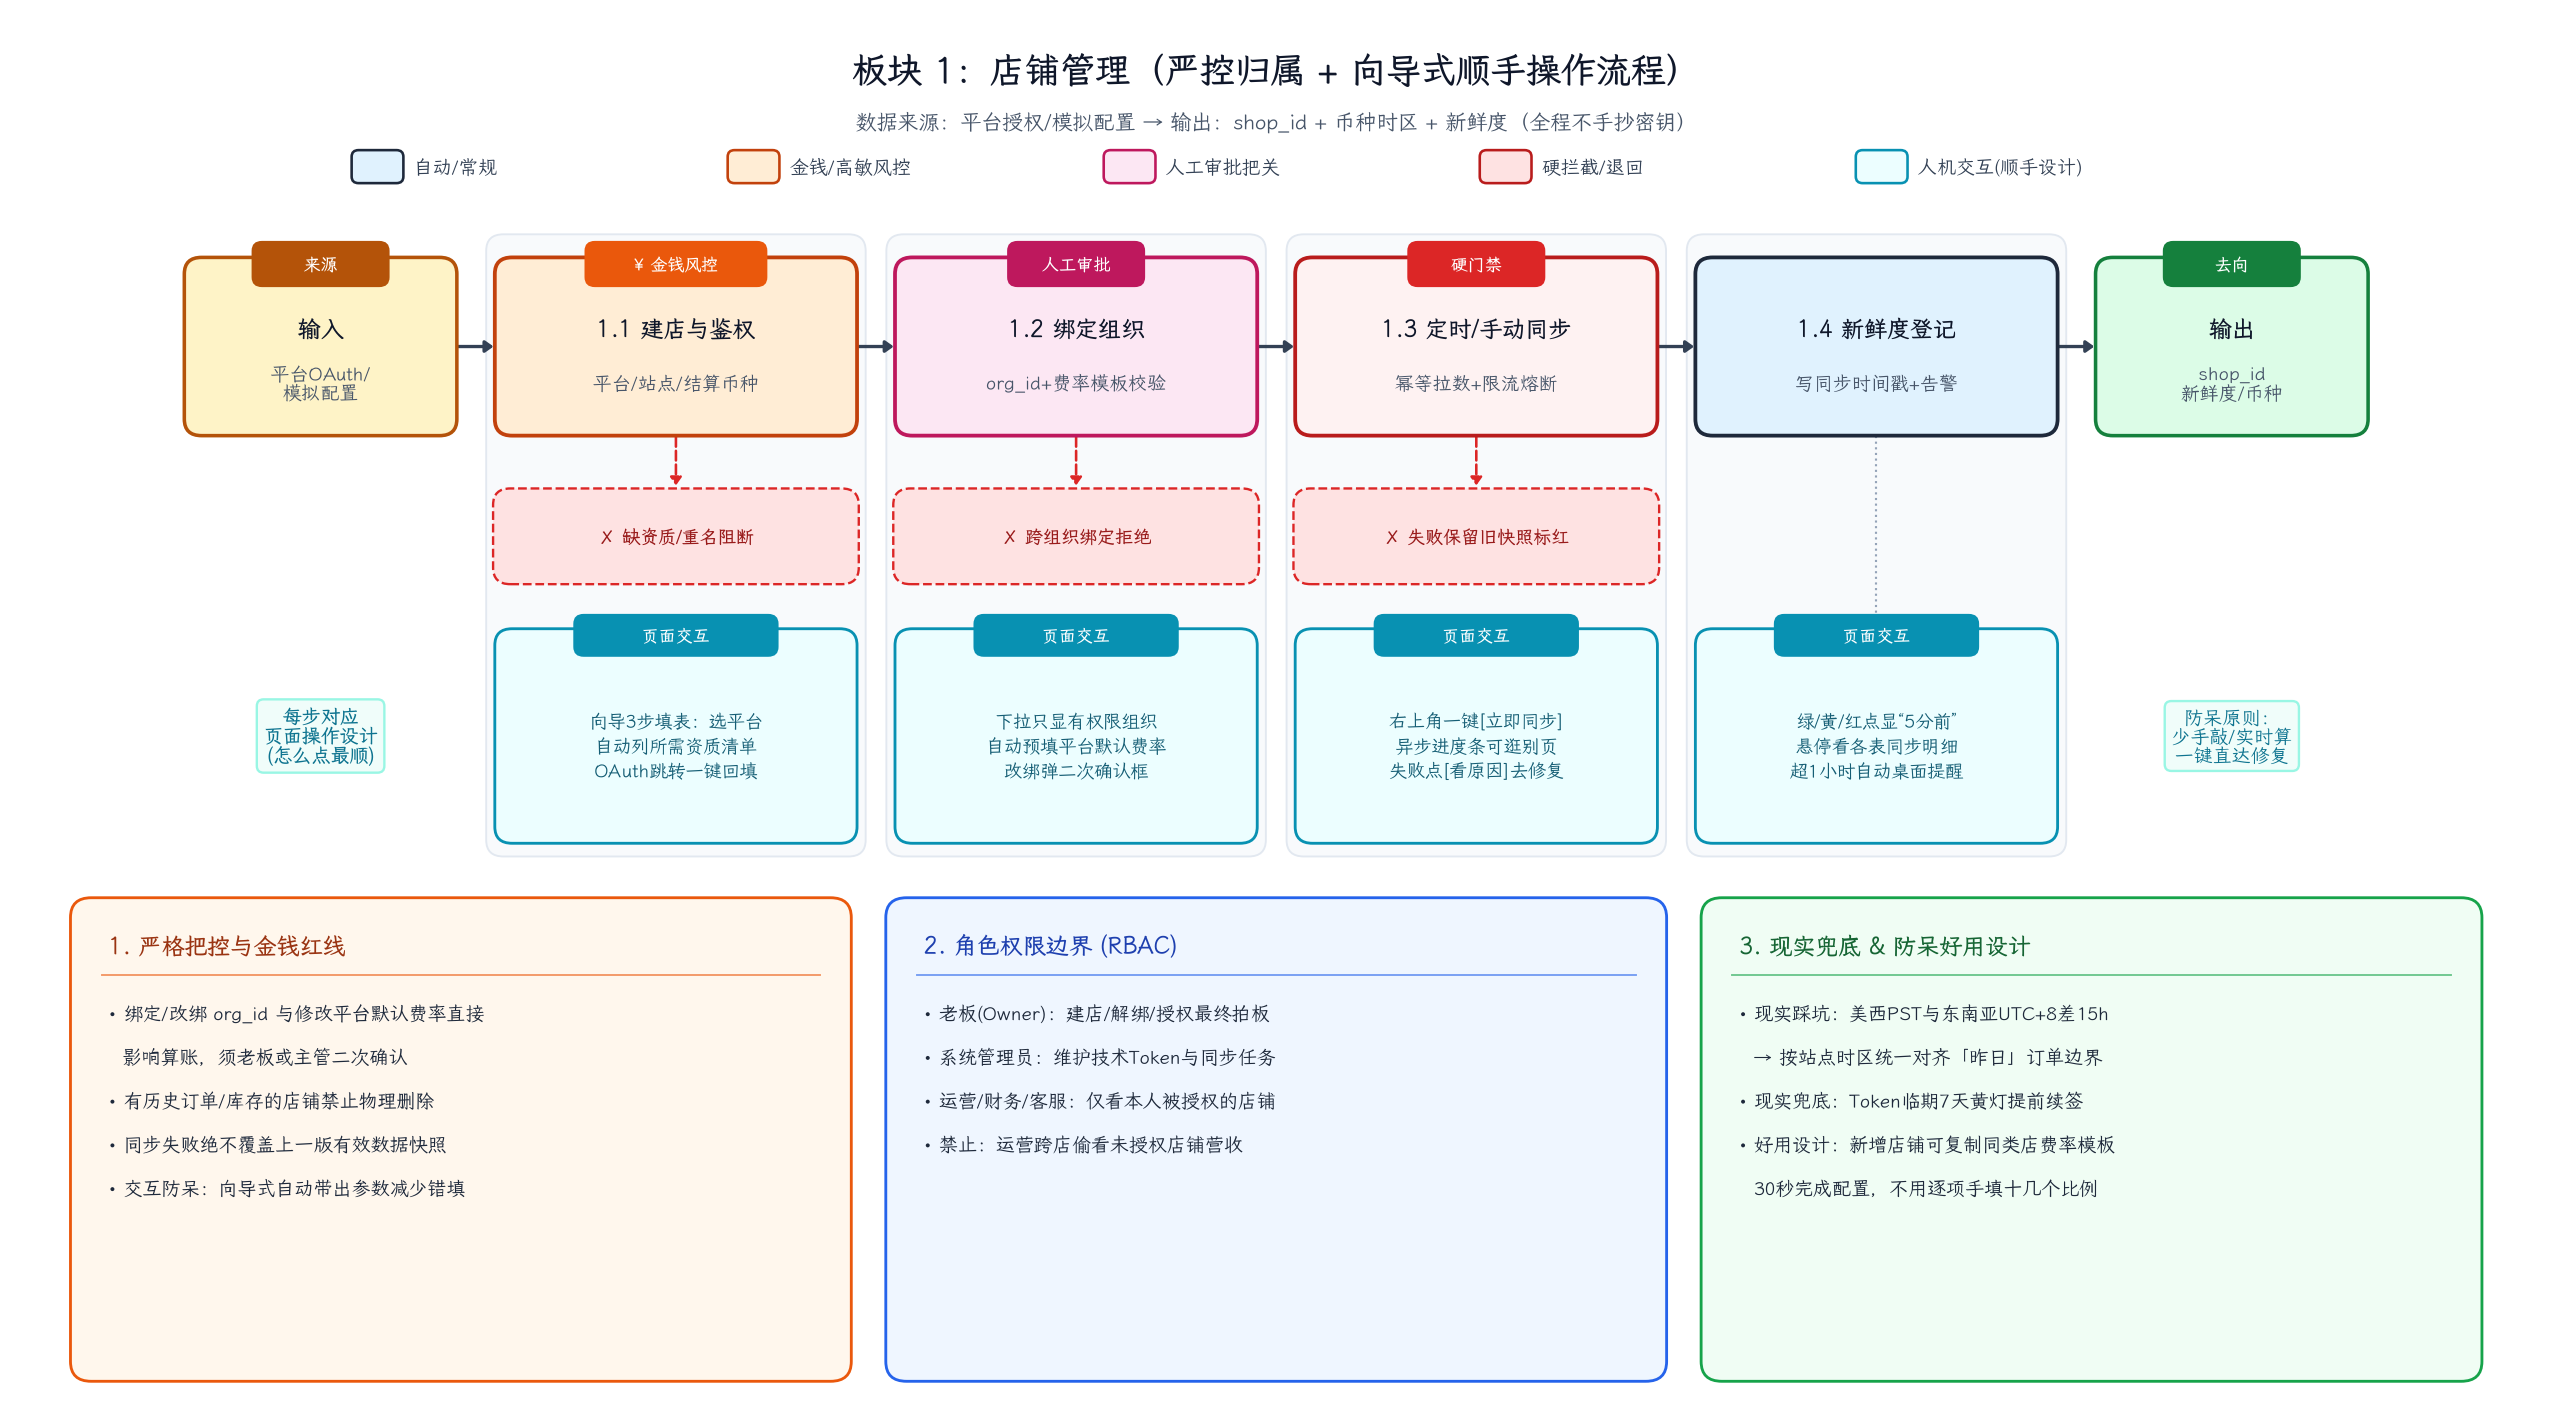 板块 1：店铺管理（严控归属 + 向导式顺手操作流程）
数据来源：平台授权/模拟配置 → 输出：shop_id + 币种时区 + 新鲜度（全程不手抄密钥）
自动/常规
金钱/高敏风控
人工审批把关
硬拦截/退回
人机交互(顺手设计)
来源
输入
平台OAuth/
模拟配置
¥ 金钱风控
1.1 建店与鉴权
平台/站点/结算币种
人工审批
1.2 绑定组织
org_id+费率模板校验
硬门禁
1.3 定时/手动同步
幂等拉数+限流熔断
1.4 新鲜度登记
写同步时间戳+告警
去向
输出
shop_id
新鲜度/币种
X 缺资质/重名阻断
X 跨组织绑定拒绝
X 失败保留旧快照标红
每步对应
页面操作设计
(怎么点最顺)
页面交互
向导3步填表：选平台
自动列所需资质清单
OAuth跳转一键回填
页面交互
下拉只显有权限组织
自动预填平台默认费率
改绑弹二次确认框
页面交互
右上角一键[立即同步]
异步进度条可逛别页
失败点[看原因]去修复
页面交互
绿/黄/红点显“5分前”
悬停看各表同步明细
超1小时自动桌面提醒
防呆原则：
少手敲/实时算
一键直达修复
1. 严格把控与金钱红线
• 绑定/改绑 org_id 与修改平台默认费率直接
影响算账，须老板或主管二次确认
• 有历史订单/库存的店铺禁止物理删除
• 同步失败绝不覆盖上一版有效数据快照
• 交互防呆：向导式自动带出参数减少错填
2. 角色权限边界 (RBAC)
• 老板(Owner)：建店/解绑/授权最终拍板
• 系统管理员：维护技术Token与同步任务
• 运营/财务/客服：仅看本人被授权的店铺
• 禁止：运营跨店偷看未授权店铺营收
3. 现实兜底 & 防呆好用设计
• 现实踩坑：美西PST与东南亚UTC+8差15h
→ 按站点时区统一对齐「昨日」订单边界
• 现实兜底：Token临期7天黄灯提前续签
• 好用设计：新增店铺可复制同类店费率模板
30秒完成配置，不用逐项手填十几个比例